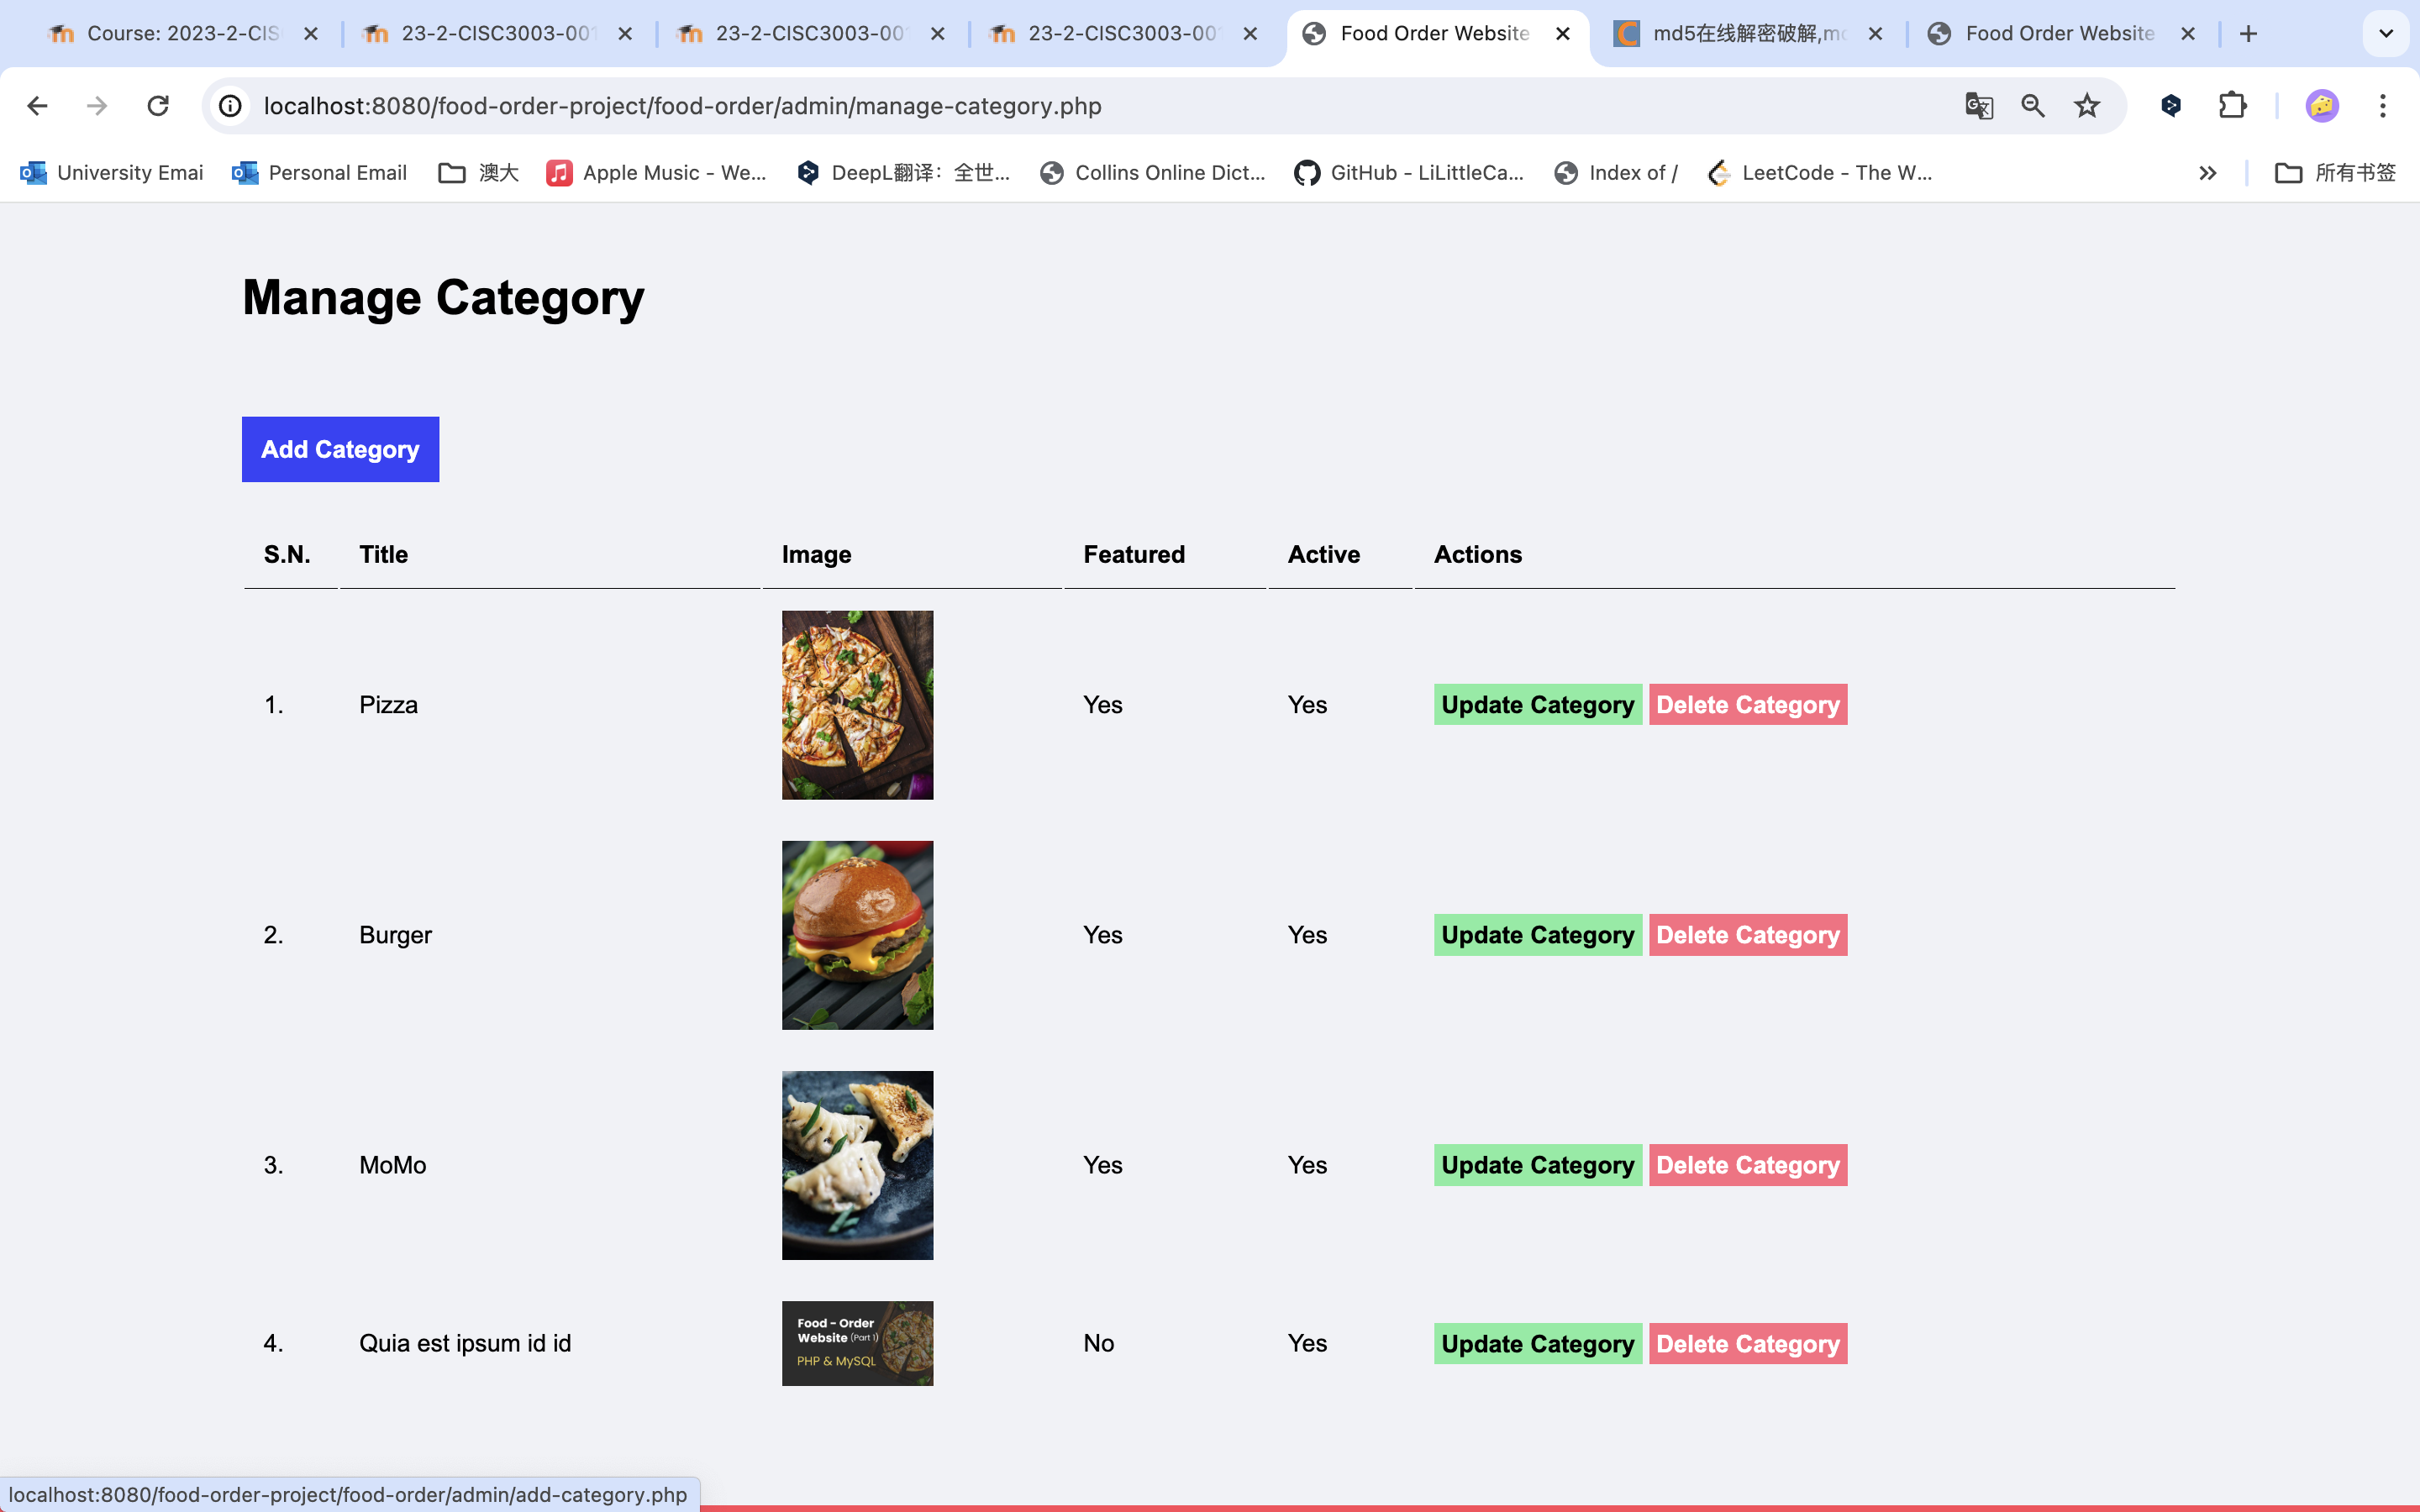 Course: 2023-2-CIS
23-2-CISC3003-001
23-2-CISC3003-00
23-2-CISC3003-00
Food Order Website
md5在线解密破解,md
Food Order Website
localhost:8080/food-order-project/food-order/admin/manage-category.php
University Emai
Personal Email
澳大
Apple Music - We...
DeepL翻译：全世...
Collins Online Dict...
GitHub - LiLittleCa...
Index of /
LeetCode - The W...
所有书签
Manage Category
Add Category
S.N. Title Image Featured Active Actions
1. Pizza Yes Yes Update Category Delete Category
2. Burger Yes Yes Update Category Delete Category
3. MoMo Yes Yes Update Category Delete Category
Food - Order
Website (Part 1)
PHP & MySQL
4. Quia est ipsum id id No Yes Update Category Delete Category
localhost:8080/food-order-project/food-order/admin/add-category.php